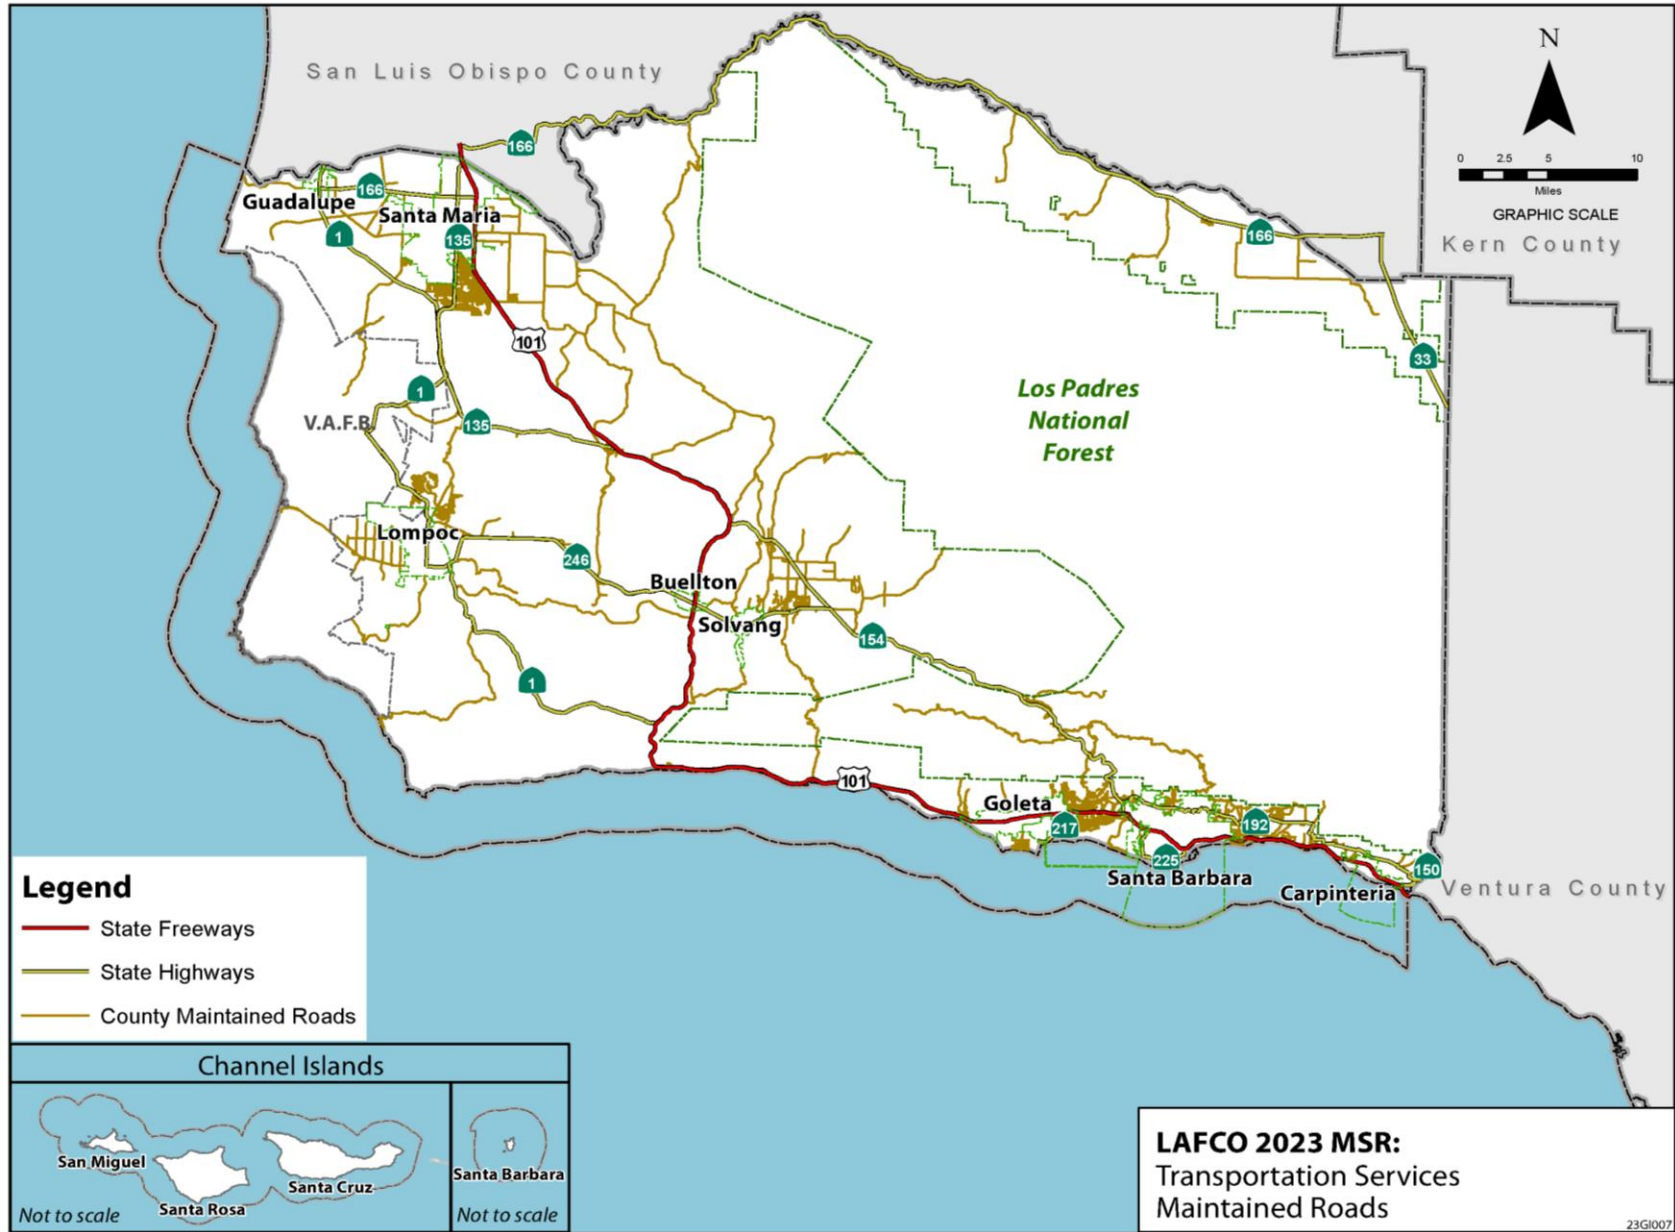 San Luis Obispo County
N
0 2.5 5 10
Miles
GRAPHIC SCALE
Kern County
166
166
Guadalupe
Santa Maria
1
135
166
101
33
Los Padres
National
Forest
1
V.A.F.B.
135
Lompoc
246
Buellton
Solvang
154
1
101
Goleta
217
192
225
150
Santa Barbara
Carpinteria
Ventura County
Legend
State Freeways
State Highways
County Maintained Roads
Channel Islands
San Miguel
Santa Rosa
Santa Cruz
Santa Barbara
Not to scale
Not to scale
LAFCO 2023 MSR:
Transportation Services
Maintained Roads
23GI007